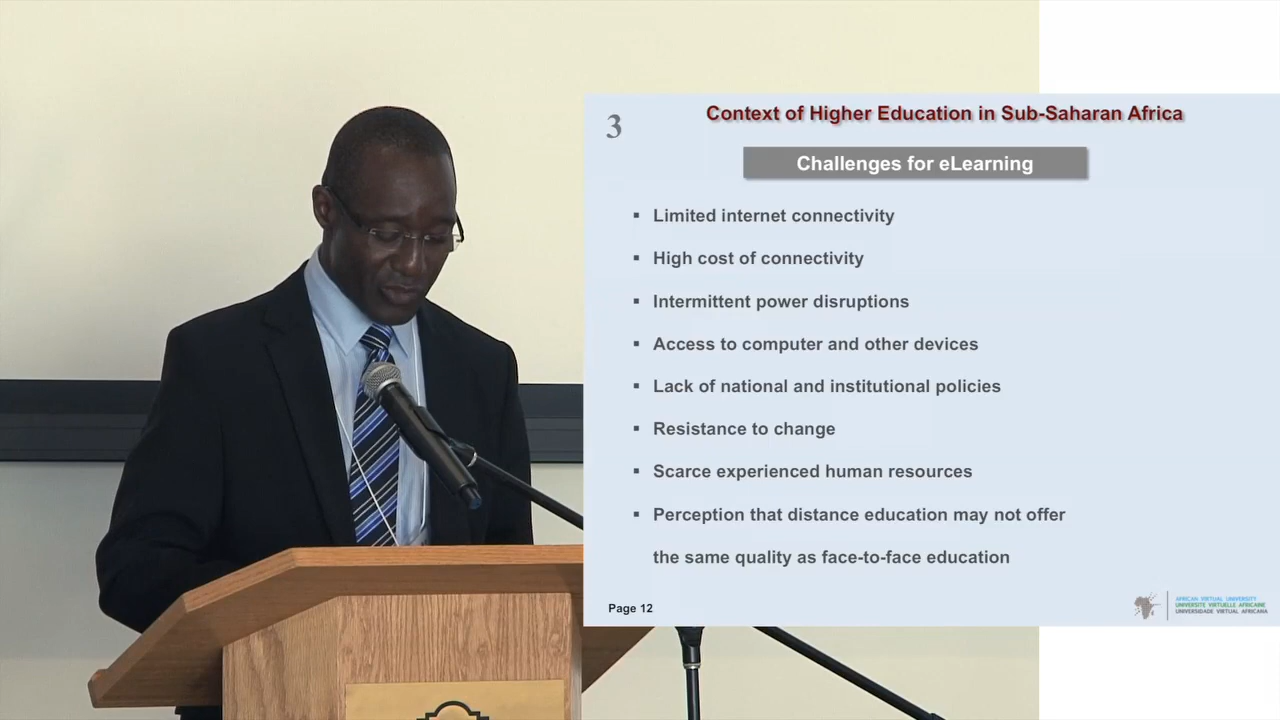 3
Context of Higher Education in Sub-Saharan Africa
Challenges for eLearning
▪ Limited internet connectivity
▪ High cost of connectivity
▪ Intermittent power disruptions
▪ Access to computer and other devices
▪ Lack of national and institutional policies
▪ Resistance to change
▪ Scarce experienced human resources
▪ Perception that distance education may not offer
the same quality as face-to-face education
Page 12
AFRICAN VIRTUAL UNIVERSITY
UNIVERSITE VIRTUELLE AFRICAINE
UNIVERSIDADE VIRTUAL AFRICANA